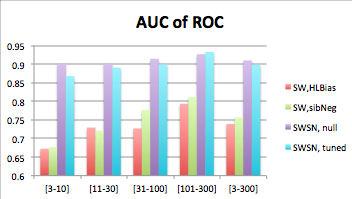 AUC of ROC
0.95
0.9
0.85
0.8
0.75
0.7
0.65
0.6
[3-10] [11-30] [31-100] [101-300] [3-300]
SW,HLBias
SW,sibNeg
SWSN, null
SWSN, tuned